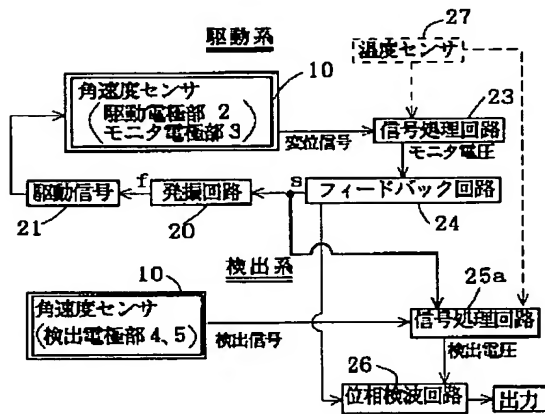 駆動系
27
温度センサ
10
角速度センサ
(駆動電極部2
モニタ電極部3)
変位信号
23
信号処理回路
モニタ電圧
駆動信号
21
f
発振回路
20
s
フィードバック回路
24
検出系
10
角速度センサ
(検出電極部4、5)
検出信号
25a
信号処理回路
検出電圧
26
位相検波回路
出力